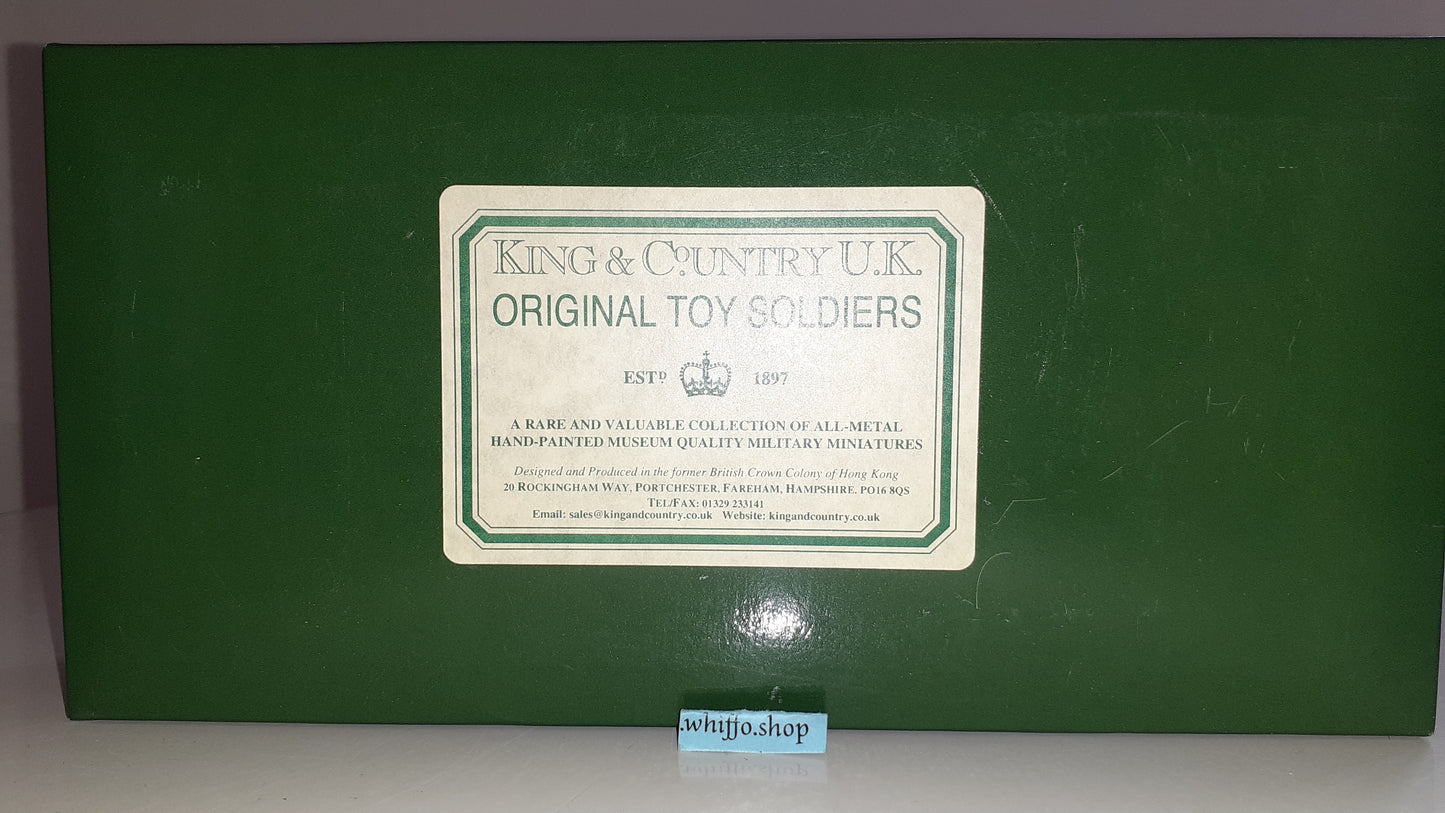 KING & CO.UNTRY U.K.
ORIGINAL TOY SOLDIERS
ESTD. 1897
A RARE AND VALUABLE COLLECTION OF ALL-METAL
HAND-PAINTED MUSEUM QUALITY MILITARY MINIATURES
Designed and Produced in the former British Crown Colony of Hong Kong
20 ROCKINGHAM WAY, PORTCHESTER, FAREHAM, HAMPSHIRE. PO16 8QS
TEL/FAX: 01329 233141
Email: sales@kingandcountry.co.uk Website: kingandcountry.co.uk
.whiffo.shop